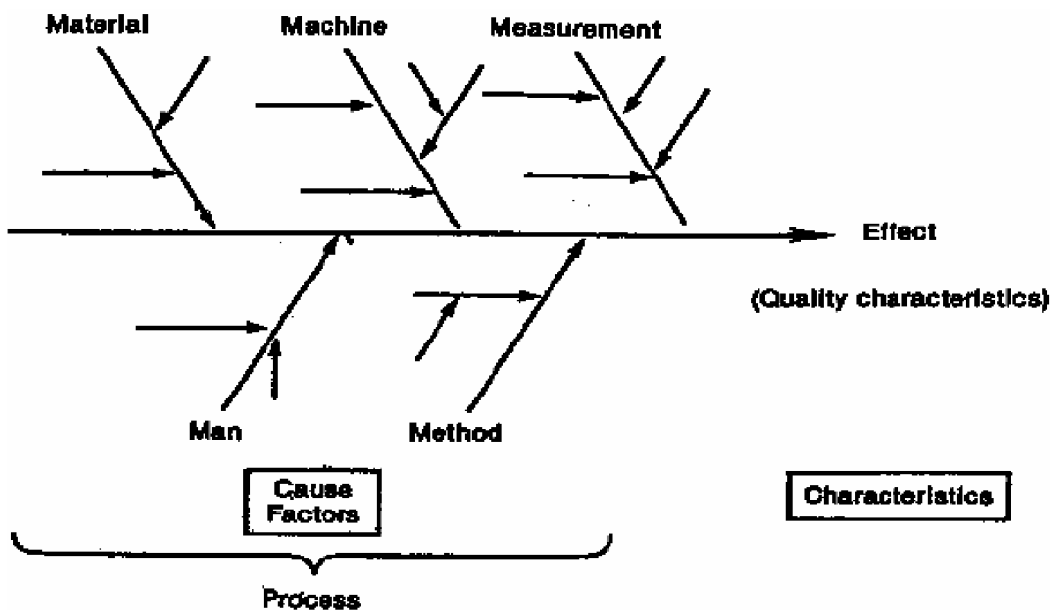 Material
Machine
Measurement
Effect
(Quality characteristics)
Man
Method
Cause
Factors
Characteristics
Process